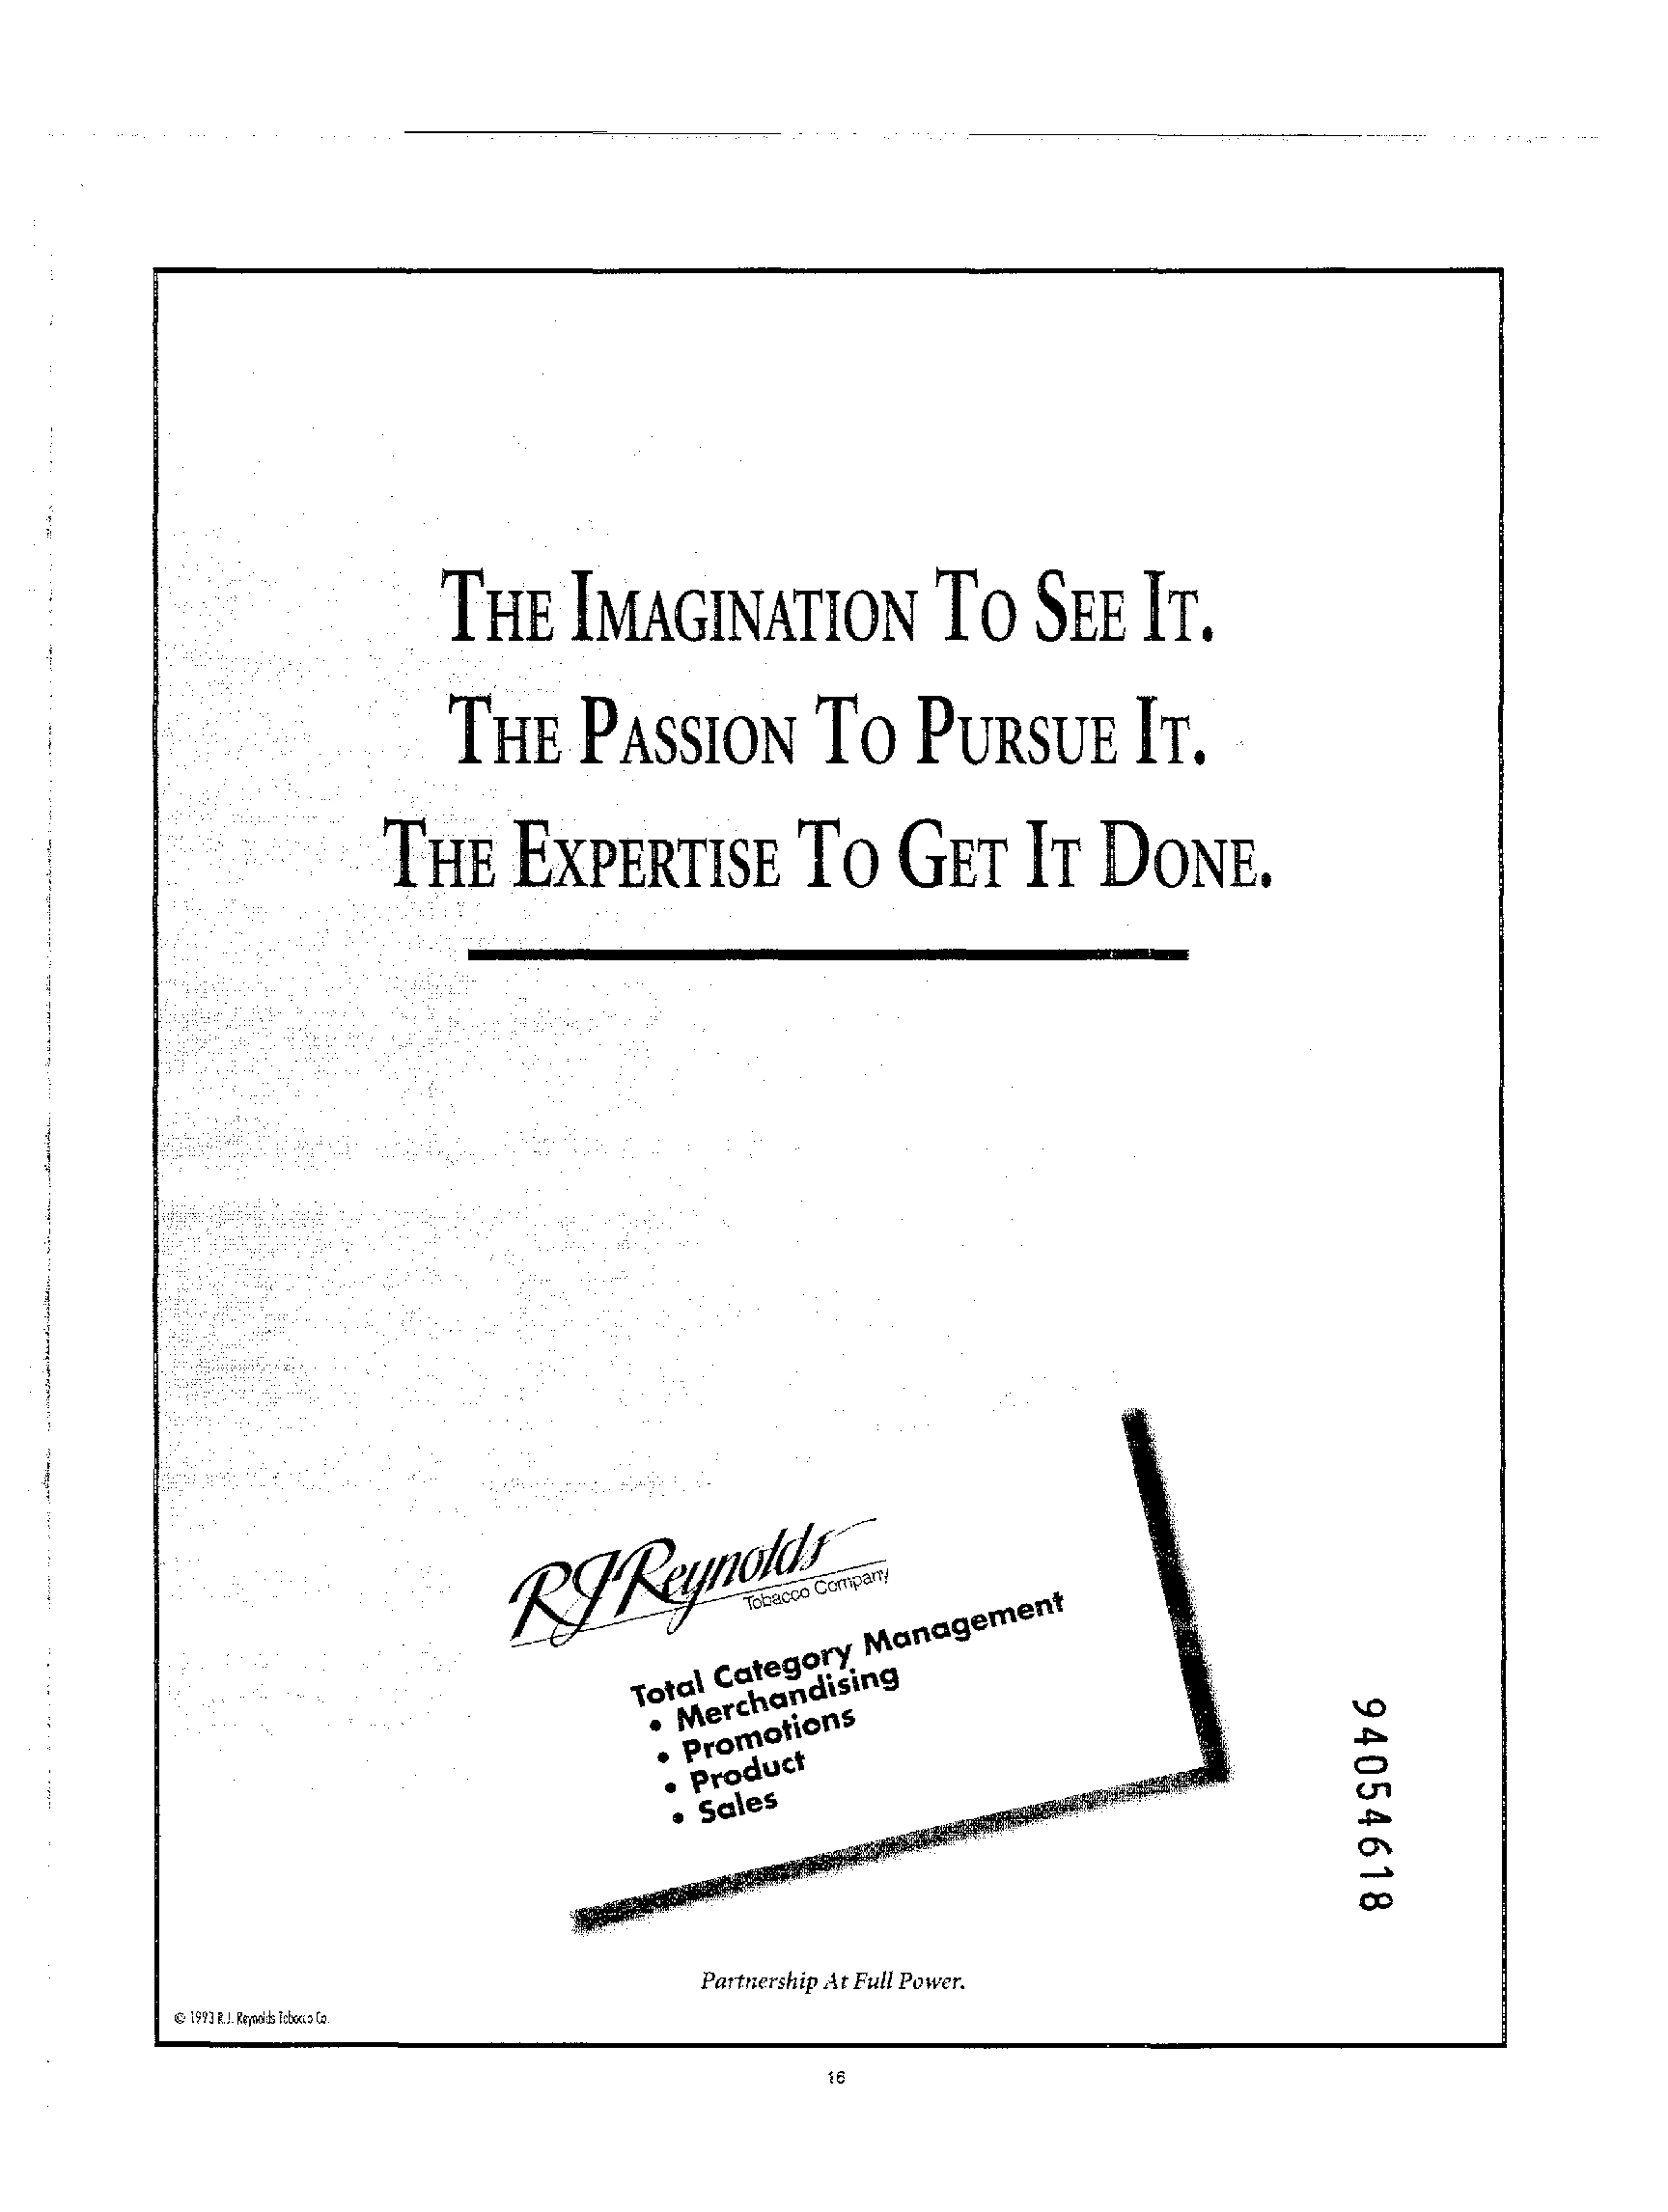 THE IMAGINATION TO SEE IT.
THE PASSION TO PURSUE IT.
THE EXPERTISE TO GET IT DONE.
RJReynolds
Tobacco Company
Total Category Management
• Merchandising
• Promotions
• Product
• Sales
94054618
Partnership At Full Power.
© 1993 R.J. Reynolds Tobacco Co.
16